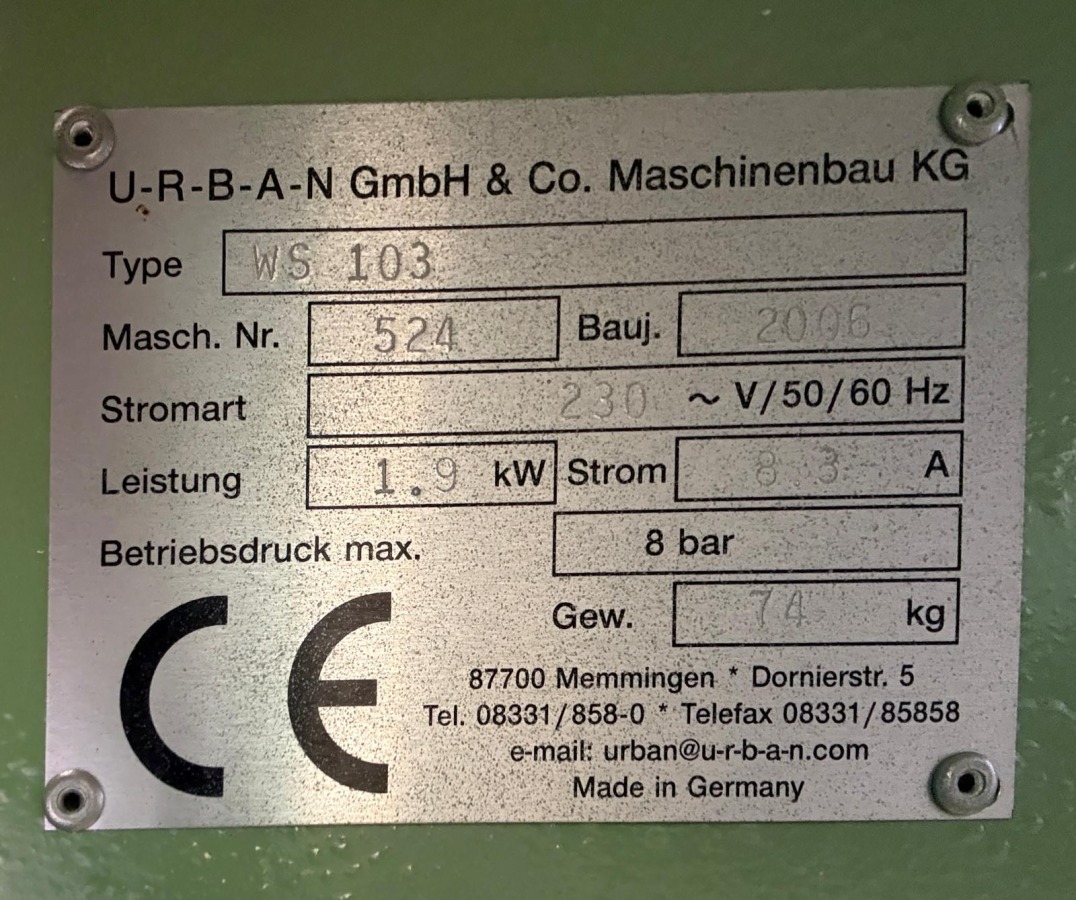 U-R-B-A-N GmbH & Co. Maschinenbau KG
Type WS 103
Masch. Nr. 524 Bauj. 2006
Stromart 230 ~ V/50/60 Hz
Leistung 1.9 kW Strom 8.3 A
Betriebsdruck max. 8 bar
Gew. 74 kg
CE
87700 Memmingen * Dornierstr. 5
Tel. 08331/858-0 * Telefax 08331/85858
e-mail: urban@u-r-b-a-n.com
Made in Germany